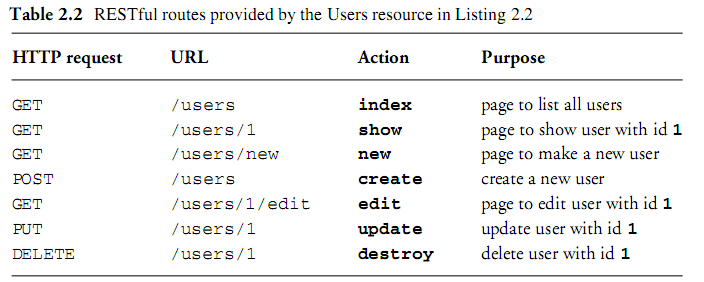 Table 2.2 RESTful routes provided by the Users resource in Listing 2.2
HTTP request URL Action Purpose
GET /users index page to list all users
GET /users/1 show page to show user with id 1
GET /users/new new page to make a new user
POST /users create create a new user
GET /users/1/edit edit page to edit user with id 1
PUT /users/1 update update user with id 1
DELETE /users/1 destroy delete user with id 1